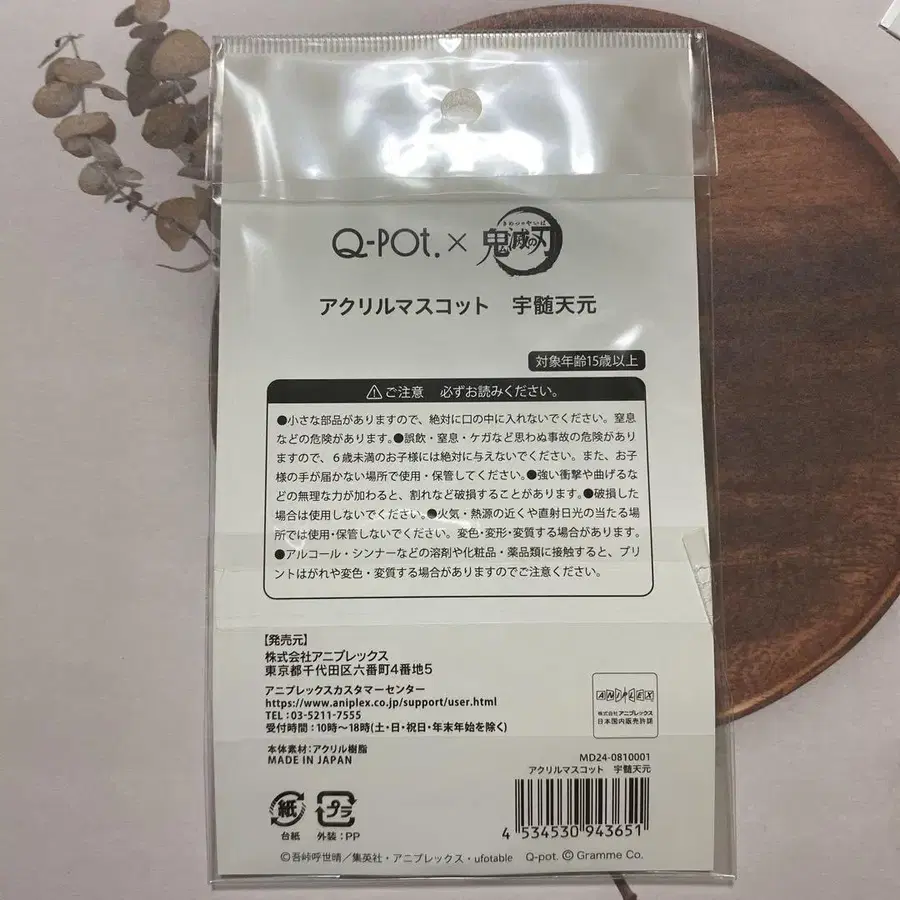 Q-POt. × 鬼滅の刃
きめつのやいば
アクリルマスコット 宇髄天元
対象年齢15歳以上
⚠ご注意 必ずお読みください。
●小さな部品がありますので、絶対に口の中に入れないでください。窒息
などの危険があります。●誤飲・窒息・ケガなど思わぬ事故の危険があり
ますので、６歳未満のお子様には絶対に与えないでください。また、お子
様の手が届かない場所で使用・保管してください。●強い衝撃や曲げるな
どの無理な力が加わると、割れなど破損することがあります。●破損した
場合は使用しないでください。●火気・熱源の近くや直射日光の当たる場
所では使用・保管しないでください。変色・変形・変質する場合があります。
●アルコール・シンナーなどの溶剤や化粧品・薬品類に接触すると、プリ
ントはがれや変色・変質する場合がありますのでご注意ください。
【発売元】
株式会社アニプレックス
東京都千代田区六番町4番地5
アニプレックスカスタマーセンター
https://www.aniplex.co.jp/support/user.html
TEL：03-5211-7555
受付時間：10時〜18時(土・日・祝日・年末年始を除く)
本体素材：アクリル樹脂
MADE IN JAPAN
ANIPLEX
株式会社アニプレックス
日本国内販売許諾
MD24-0810001
アクリルマスコット 宇髄天元
4 534530 943651
紙
台紙
プラ
外装：PP
©吾峠呼世晴／集英社・アニプレックス・ufotable Q-pot. © Gramme Co.